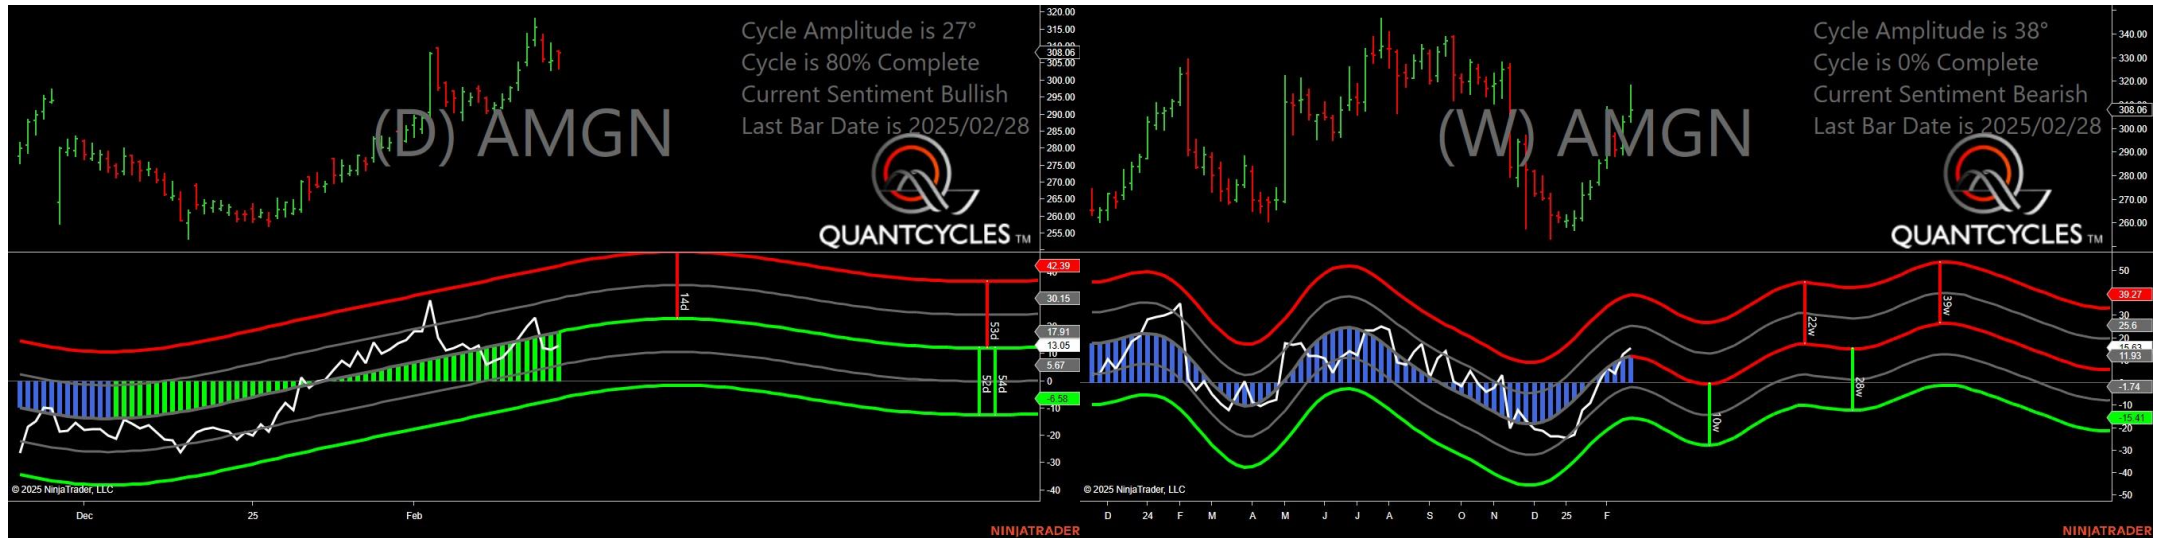 Cycle Amplitude is 27°
Cycle is 80% Complete
Current Sentiment Bullish
Last Bar Date is 2025/02/28
(D) AMGN
QUANTCYCLES TM
320.00
315.00
308.06
305.00
300.00
295.00
290.00
285.00
280.00
275.00
270.00
265.00
260.00
255.00
42.39
30.15
17.91
13.05
10
5.67
0
-6.58
-10
-20
-30
-40
14d
53d
52d
54d
© 2025 NinjaTrader, LLC
Dec
25
Feb
NINJATRADER
Cycle Amplitude is 38°
Cycle is 0% Complete
Current Sentiment Bearish
Last Bar Date is 2025/02/28
(W) AMGN
QUANTCYCLES TM
340.00
330.00
320.00
308.06
300.00
290.00
280.00
270.00
260.00
50
39.27
30
25.6
15.63
11.93
-1.74
-10
-15.41
-20
-30
-40
-50
10w
22w
28w
39w
© 2025 NinjaTrader, LLC
D 24 F M A M J J A S O N D 25 F
NINJATRADER